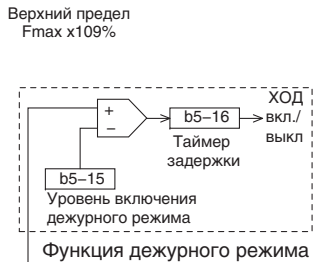 Верхний предел
Fmax x109%
ХОД
вкл./
выкл
+
–
b5–16
Таймер
задержки
b5–15
Уровень включения
дежурного режима
Функция дежурного режима